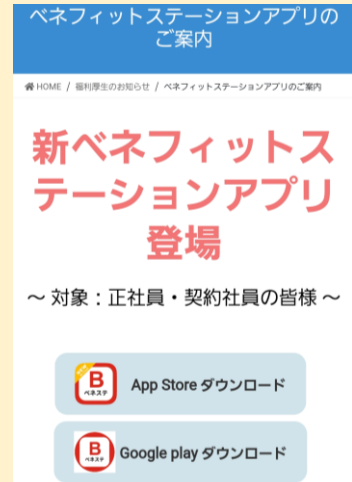 ベネフィットステーションアプリの
ご案内
HOME / 福利厚生のお知らせ / ベネフィットステーションアプリのご案内
新ベネフィットス
テーションアプリ
登場
～ 対象：正社員・契約社員の皆様 ～
B
ベネステ
App Store ダウンロード
B
ベネステ
Google play ダウンロード